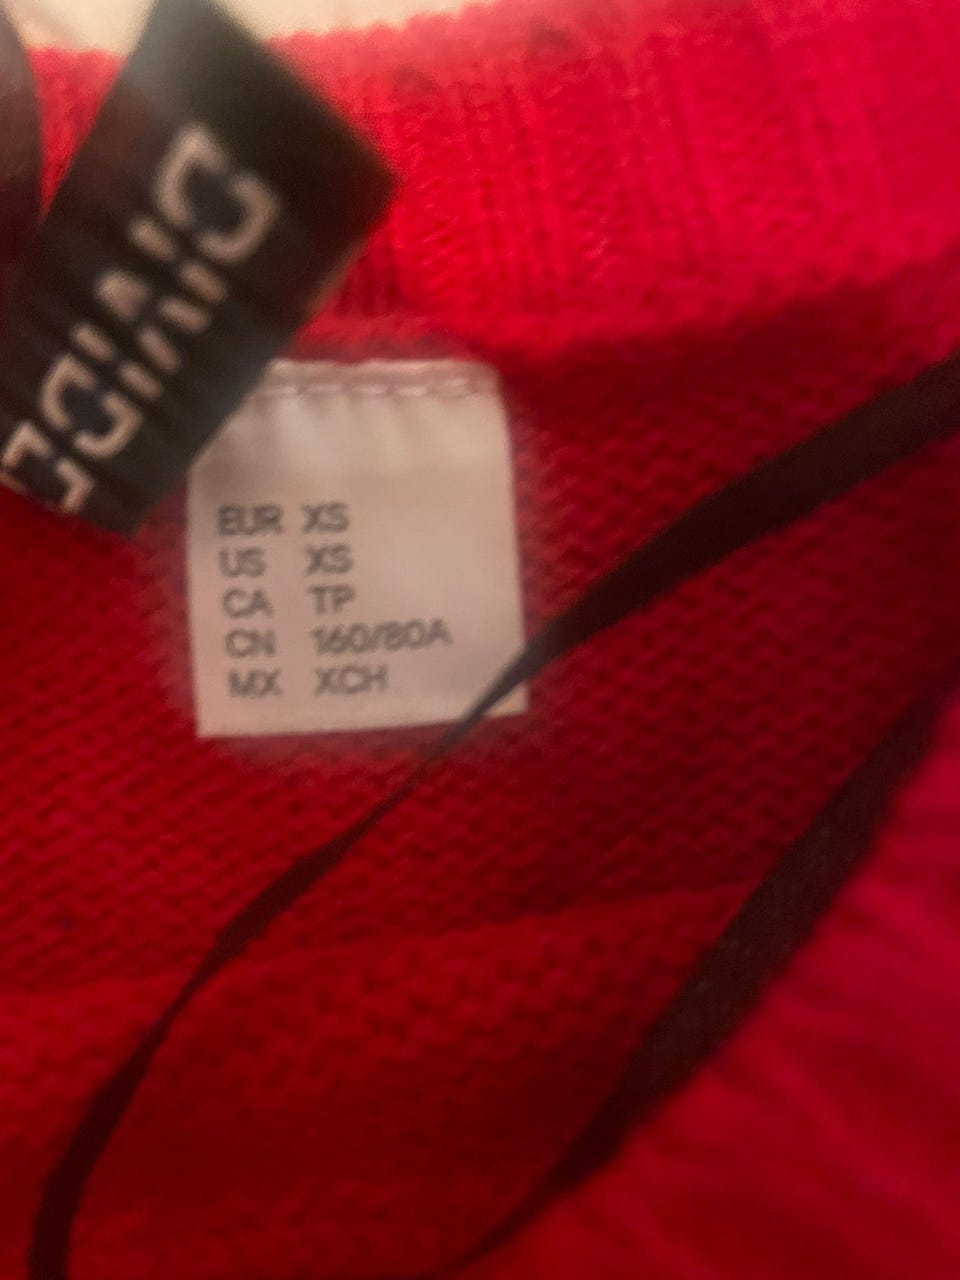 EUR XS
US XS
CA TP
CN 160/80A
MX XCH